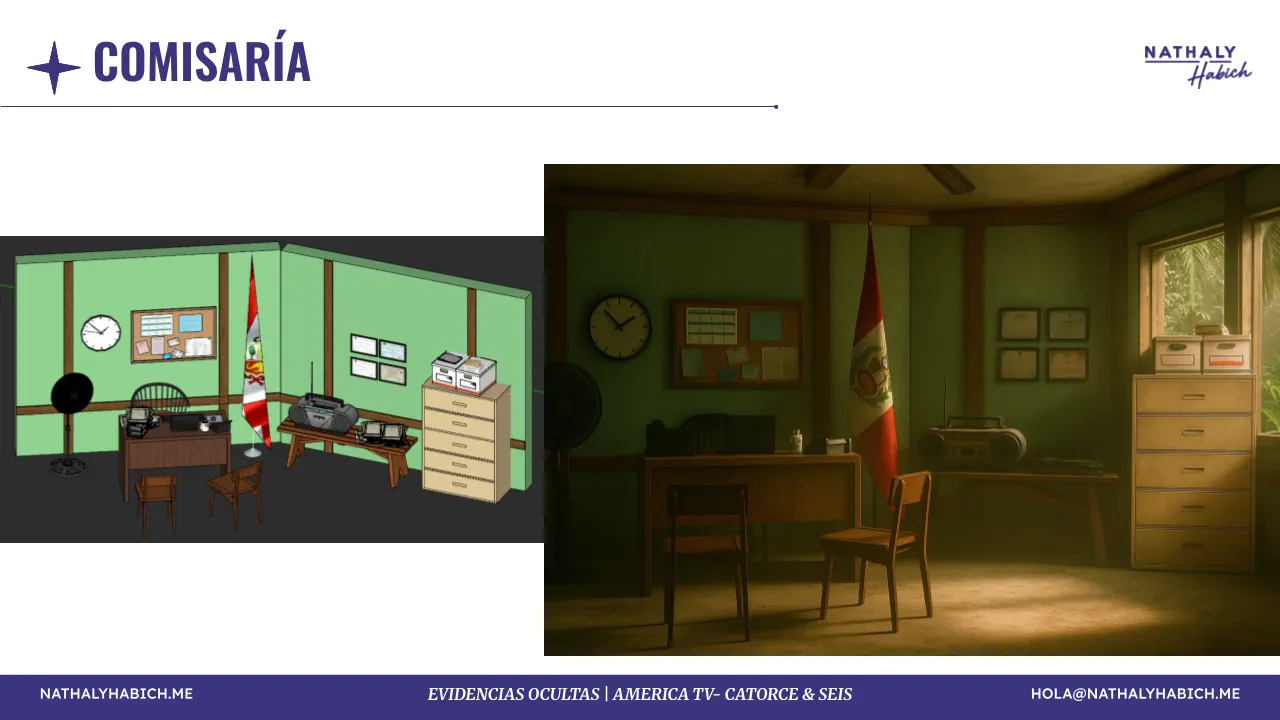 COMISARÍA
NATHALY
Habich
NATHALYHABICH.ME
EVIDENCIAS OCULTAS | AMERICA TV- CATORCE & SEIS
HOLA@NATHALYHABICH.ME